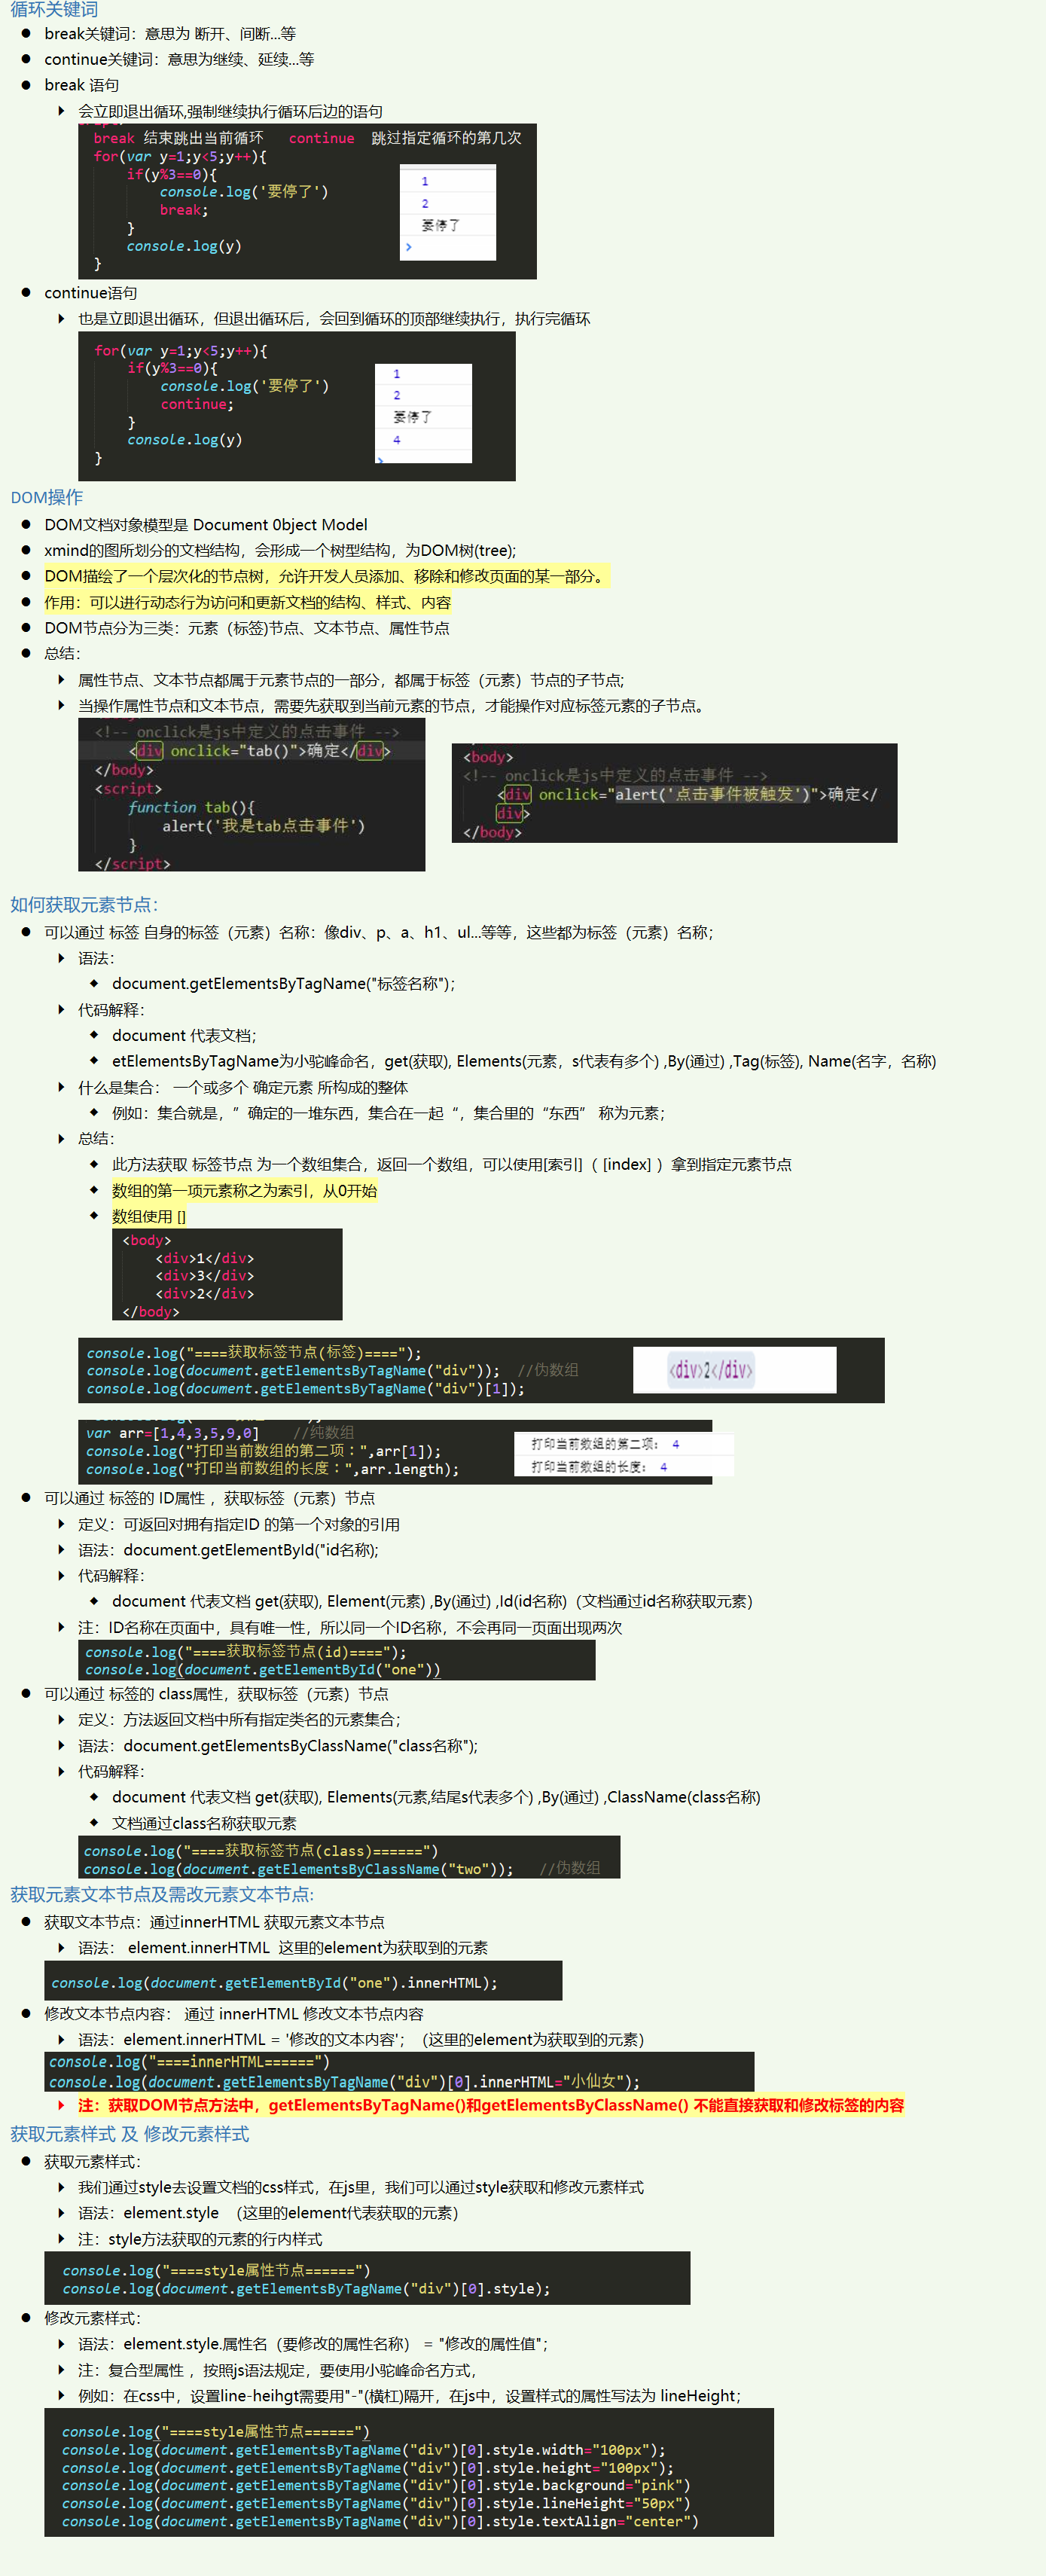 循环关键词
break关键词：意思为 断开、间断...等
continue关键词：意思为继续、延续...等
break 语句
会立即退出循环,强制继续执行循环后边的语句
break 结束跳出当前循环   continue  跳过指定循环的第几次
for(var y=1;y<5;y++){
if(y%3==0){
console.log('要停了')
break;
}
console.log(y)
}
1
2
要停了
>
continue语句
也是立即退出循环，但退出循环后，会回到循环的顶部继续执行，执行完循环
for(var y=1;y<5;y++){
if(y%3==0){
console.log('要停了')
continue;
}
console.log(y)
}
1
2
要停了
4
>
DOM操作
DOM文档对象模型是 Document 0bject Model
xmind的图所划分的文档结构，会形成一个树型结构，为DOM树(tree);
DOM描绘了一个层次化的节点树，允许开发人员添加、移除和修改页面的某一部分。
作用：可以进行动态行为访问和更新文档的结构、样式、内容
DOM节点分为三类：元素（标签)节点、文本节点、属性节点
总结：
属性节点、文本节点都属于元素节点的一部分，都属于标签（元素）节点的子节点;
当操作属性节点和文本节点，需要先获取到当前元素的节点，才能操作对应标签元素的子节点。
<!-- onclick是js中定义的点击事件 -->
<div onclick="tab()">确定</div>
</body>
<script>
function tab(){
alert('我是tab点击事件')
}
</script>
<body>
<!-- onclick是js中定义的点击事件 -->
<div onclick="alert('点击事件被触发')">确定</
div>
</body>
如何获取元素节点：
可以通过 标签 自身的标签（元素）名称：像div、p、a、h1、ul...等等，这些都为标签（元素）名称；
语法：
document.getElementsByTagName("标签名称")；
代码解释：
document 代表文档；
etElementsByTagName为小驼峰命名，get(获取), Elements(元素，s代表有多个) ,By(通过) ,Tag(标签), Name(名字，名称)
什么是集合： 一个或多个 确定元素 所构成的整体
例如：集合就是，”确定的一堆东西，集合在一起“，集合里的“东西” 称为元素；
总结：
此方法获取 标签节点 为一个数组集合，返回一个数组，可以使用[索引]（ [index] ）拿到指定元素节点
数组的第一项元素称之为索引，从0开始
数组使用 []
<body>
<div>1</div>
<div>3</div>
<div>2</div>
</body>
console.log("====获取标签节点(标签)====");
console.log(document.getElementsByTagName("div"));  //伪数组
console.log(document.getElementsByTagName("div")[1]);
<div>2</div>
var arr=[1,4,3,5,9,0]    //纯数组
console.log("打印当前数组的第二项：",arr[1]);
console.log("打印当前数组的长度：",arr.length);
打印当前数组的第二项： 4
打印当前数组的长度： 4
可以通过 标签的 ID属性 ，获取标签（元素）节点
定义：可返回对拥有指定ID 的第一个对象的引用
语法：document.getElementById("id名称);
代码解释：
document 代表文档 get(获取), Element(元素) ,By(通过) ,Id(id名称)（文档通过id名称获取元素）
注：ID名称在页面中，具有唯一性，所以同一个ID名称，不会再同一页面出现两次
console.log("====获取标签节点(id)====");
console.log(document.getElementById("one"))
可以通过 标签的 class属性，获取标签（元素）节点
定义：方法返回文档中所有指定类名的元素集合；
语法：document.getElementsByClassName("class名称");
代码解释：
document 代表文档 get(获取), Elements(元素,结尾s代表多个) ,By(通过) ,ClassName(class名称)
文档通过class名称获取元素
console.log("====获取标签节点(class)======")
console.log(document.getElementsByClassName("two"));   //伪数组
获取元素文本节点及需改元素文本节点:
获取文本节点：通过innerHTML 获取元素文本节点
语法： element.innerHTML  这里的element为获取到的元素
console.log(document.getElementById("one").innerHTML);
修改文本节点内容： 通过 innerHTML 修改文本节点内容
语法：element.innerHTML = '修改的文本内容'；（这里的element为获取到的元素）
console.log("====innerHTML======")
console.log(document.getElementsByTagName("div")[0].innerHTML="小仙女");
注：获取DOM节点方法中，getElementsByTagName()和getElementsByClassName() 不能直接获取和修改标签的内容
获取元素样式 及 修改元素样式
获取元素样式：
我们通过style去设置文档的css样式，在js里，我们可以通过style获取和修改元素样式
语法：element.style （这里的element代表获取的元素）
注：style方法获取的元素的行内样式
console.log("====style属性节点======")
console.log(document.getElementsByTagName("div")[0].style);
修改元素样式：
语法：element.style.属性名（要修改的属性名称） = "修改的属性值"；
注：复合型属性 ，按照js语法规定，要使用小驼峰命名方式，
例如：在css中，设置line-heihgt需要用"-"(横杠)隔开，在js中，设置样式的属性写法为 lineHeight；
console.log("====style属性节点======")
console.log(document.getElementsByTagName("div")[0].style.width="100px");
console.log(document.getElementsByTagName("div")[0].style.height="100px");
console.log(document.getElementsByTagName("div")[0].style.background="pink")
console.log(document.getElementsByTagName("div")[0].style.lineHeight="50px")
console.log(document.getElementsByTagName("div")[0].style.textAlign="center")